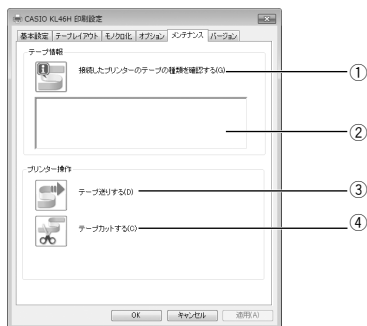 CASIO KL46H 印刷設定
基本設定 テープレイアウト モノクロ化 オプション メンテナンス バージョン
テープ情報
接続したプリンターのテープの種類を確認する(G)
①
②
プリンター操作
テープ送りする(D)
③
テープカットする(C)
④
OK キャンセル 適用(A)